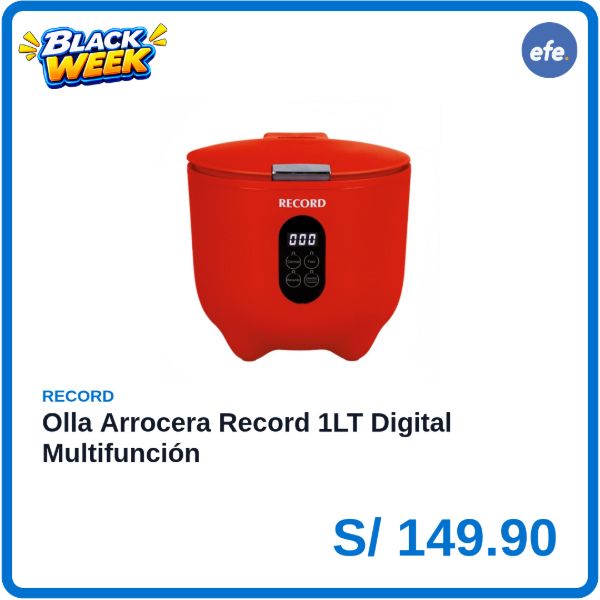 BLACK
WEEK
efe.
RECORD
000
RECORD
Olla Arrocera Record 1LT Digital
Multifunción
S/ 149.90